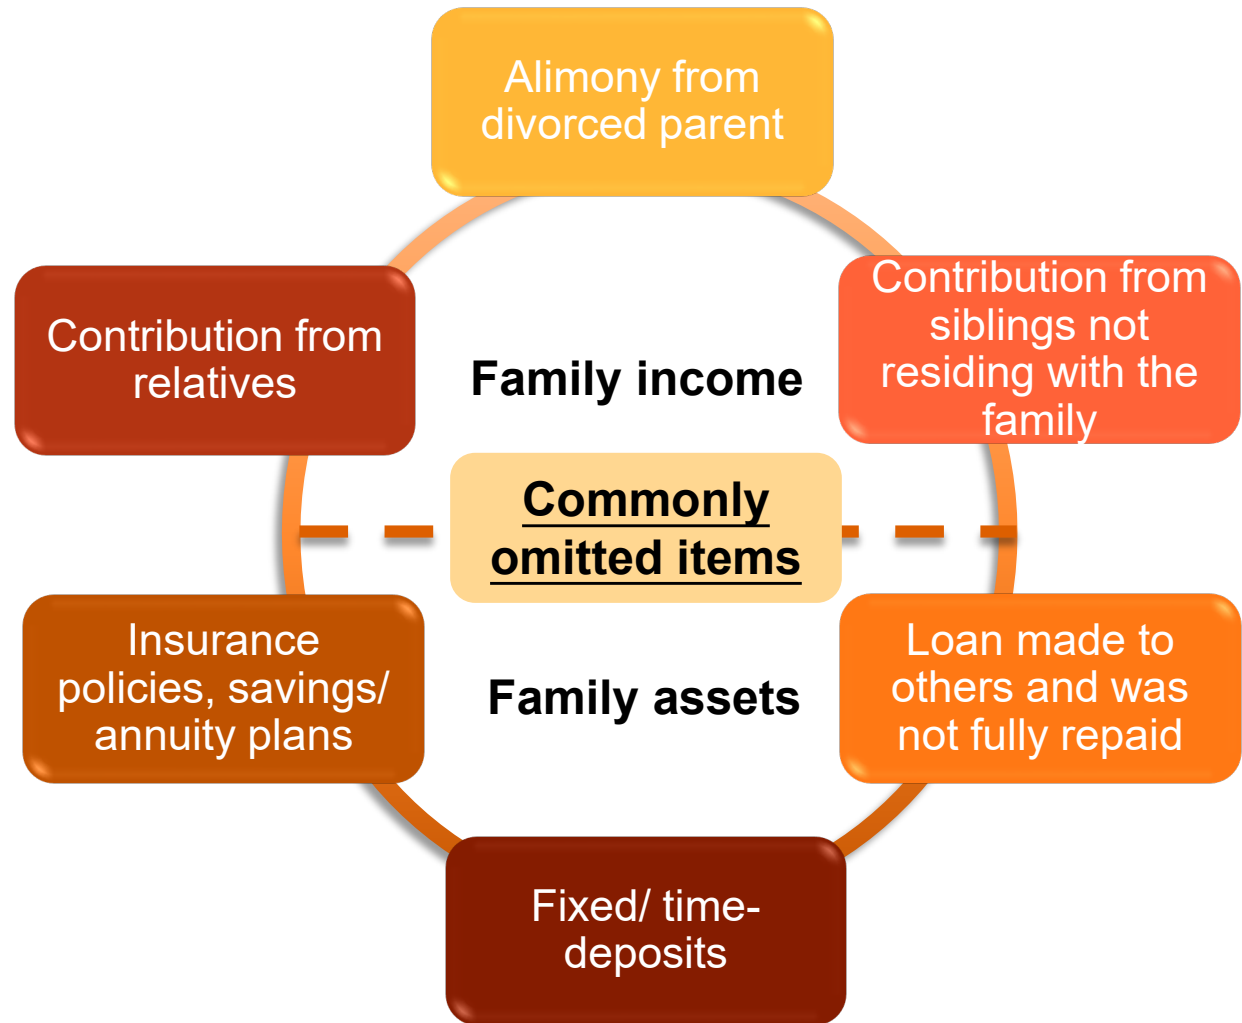 Alimony from
divorced parent
Contribution from
relatives
Contribution from
siblings not
residing with the
family
Family income
Commonly
omitted items
Insurance
policies, savings/
annuity plans
Family assets
Loan made to
others and was
not fully repaid
Fixed/ time-
deposits